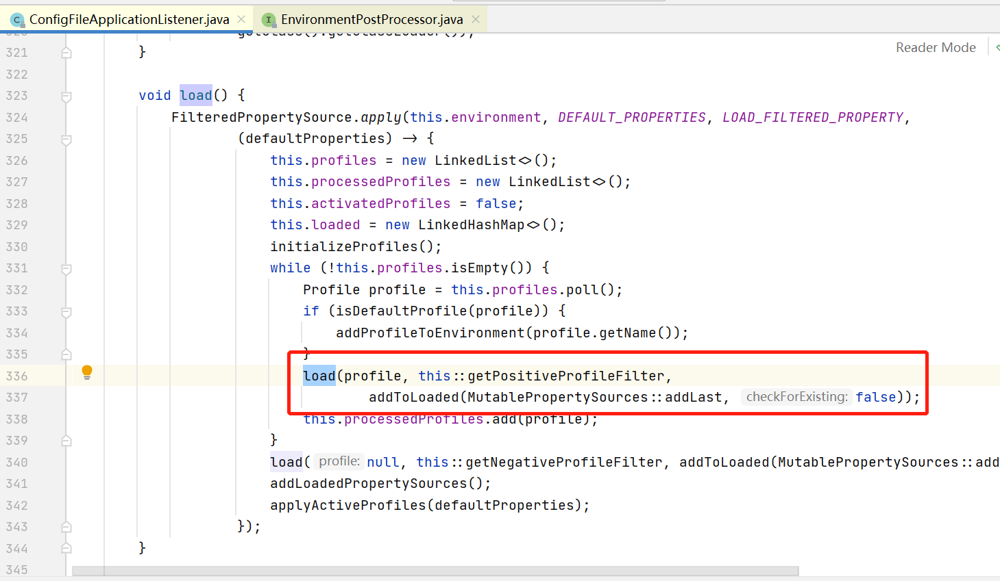 ConfigFileApplicationListener.java
EnvironmentPostProcessor.java
Reader Mode
321 }
322
323 void load() {
324 FilteredPropertySource.apply(this.environment, DEFAULT_PROPERTIES, LOAD_FILTERED_PROPERTY,
325 (defaultProperties) -> {
326 this.profiles = new LinkedList<>();
327 this.processedProfiles = new LinkedList<>();
328 this.activatedProfiles = false;
329 this.loaded = new LinkedHashMap<>();
330 initializeProfiles();
331 while (!this.profiles.isEmpty()) {
332 Profile profile = this.profiles.poll();
333 if (isDefaultProfile(profile)) {
334 addProfileToEnvironment(profile.getName());
335 }
336 load(profile, this::getPositiveProfileFilter,
337 addToLoaded(MutablePropertySources::addLast, checkForExisting: false));
338 this.processedProfiles.add(profile);
339 }
340 load( profile: null, this::getNegativeProfileFilter, addToLoaded(MutablePropertySources::add
341 addLoadedPropertySources();
342 applyActiveProfiles(defaultProperties);
343 });
344 }
345